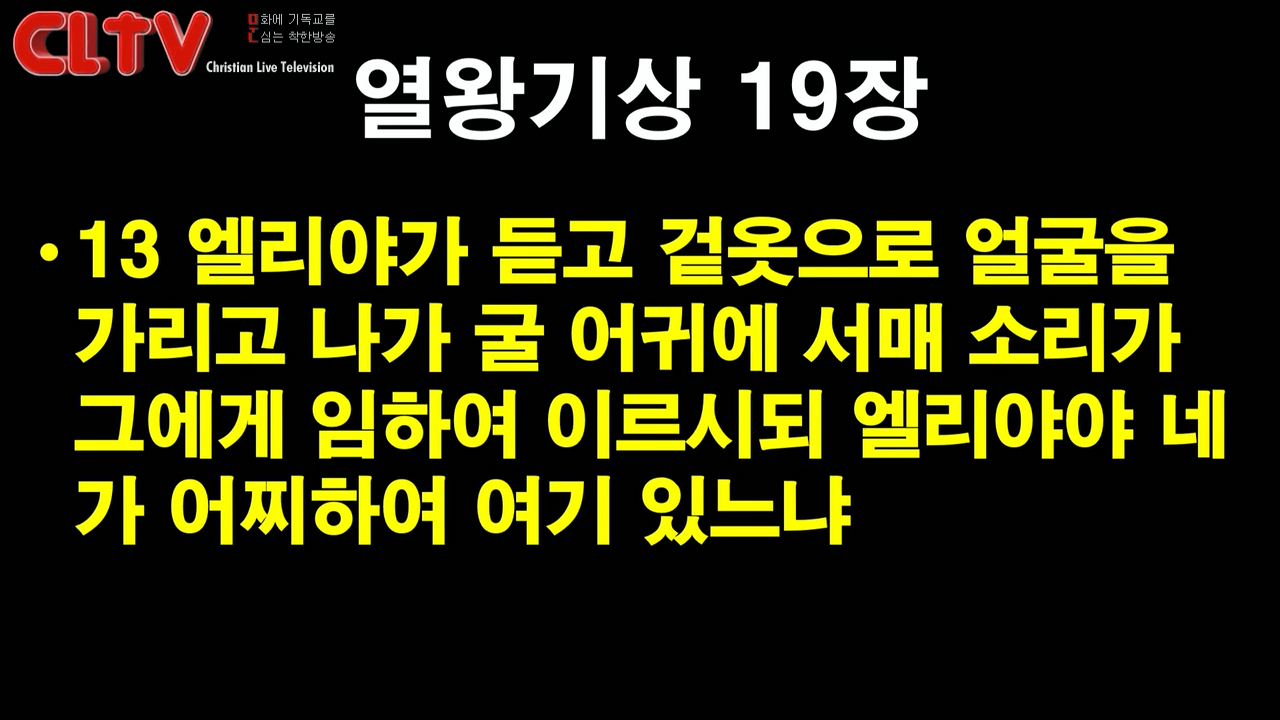 CLTV
문화에 기독교를
심는 착한방송
Christian Live Television
열왕기상 19장
• 13 엘리야가 듣고 겉옷으로 얼굴을
가리고 나가 굴 어귀에 서매 소리가
그에게 임하여 이르시되 엘리야야 네
가 어찌하여 여기 있느냐